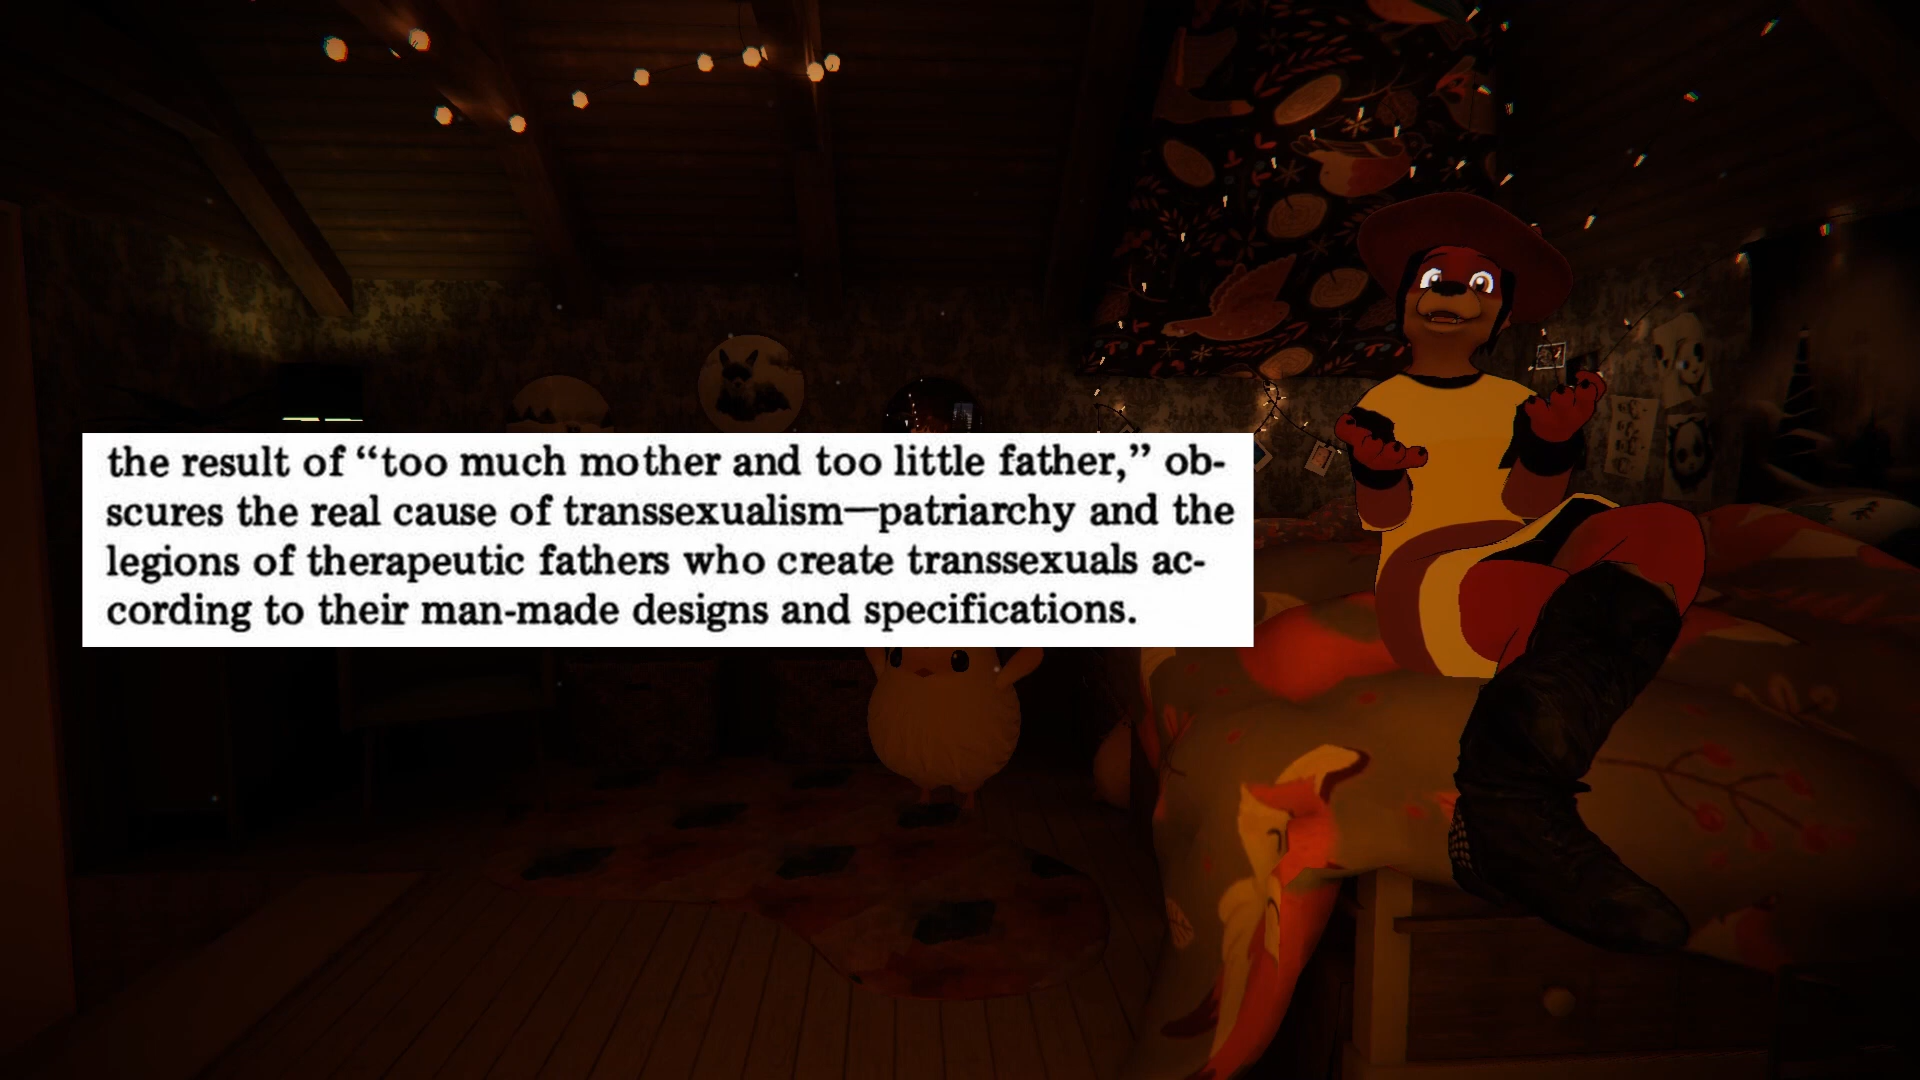 the result of “too much mother and too little father,” ob-
scures the real cause of transsexualism—patriarchy and the
legions of therapeutic fathers who create transsexuals ac-
cording to their man-made designs and specifications.